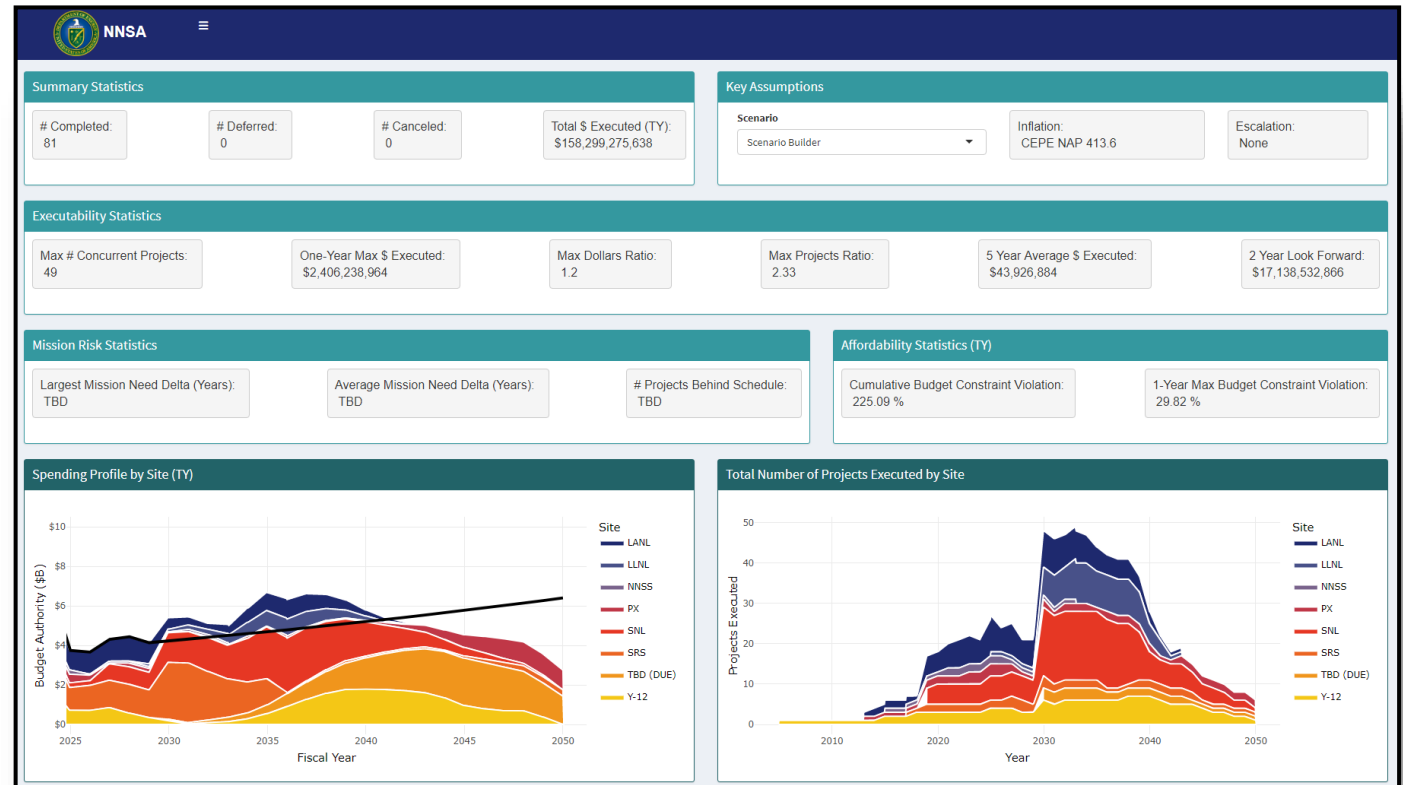 NNSA
Summary Statistics
# Completed:
81
# Deferred:
0
# Canceled:
0
Total $ Executed (TY):
$158,299,275,638
Key Assumptions
Scenario
Scenario Builder
Inflation:
CEPE NAP 413.6
Escalation:
None
Executability Statistics
Max # Concurrent Projects:
49
One-Year Max $ Executed:
$2,406,238,964
Max Dollars Ratio:
1.2
Max Projects Ratio:
2.33
5 Year Average $ Executed:
$43,926,884
2 Year Look Forward:
$17,138,532,866
Mission Risk Statistics
Largest Mission Need Delta (Years):
TBD
Average Mission Need Delta (Years):
TBD
# Projects Behind Schedule:
TBD
Affordability Statistics (TY)
Cumulative Budget Constraint Violation:
225.09 %
1-Year Max Budget Constraint Violation:
29.82 %
Spending Profile by Site (TY)
Budget Authority ($B)
$10
$8
$6
$4
$2
$0
2025
2030
2035
2040
2045
2050
Fiscal Year
Site
LANL
LLNL
NNSS
PX
SNL
SRS
TBD (DUE)
Y-12
Total Number of Projects Executed by Site
Projects Executed
50
40
30
20
10
0
2010
2020
2030
2040
2050
Year
Site
LANL
LLNL
NNSS
PX
SNL
SRS
TBD (DUE)
Y-12